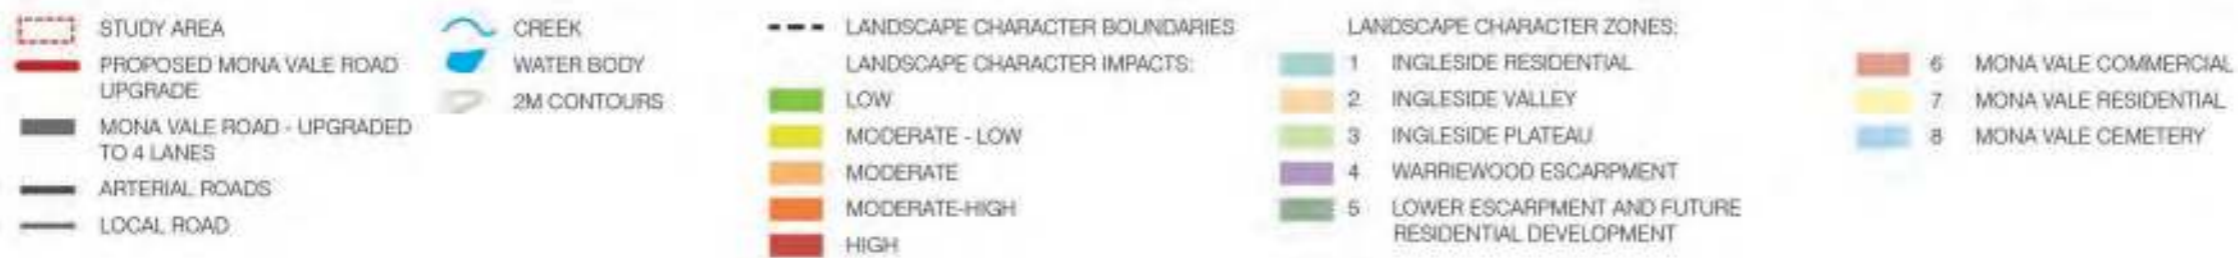 STUDY AREA
PROPOSED MONA VALE ROAD
UPGRADE
MONA VALE ROAD - UPGRADED
TO 4 LANES
ARTERIAL ROADS
LOCAL ROAD
CREEK
WATER BODY
2M CONTOURS
LANDSCAPE CHARACTER BOUNDARIES
LANDSCAPE CHARACTER IMPACTS:
LOW
MODERATE - LOW
MODERATE
MODERATE-HIGH
HIGH
LANDSCAPE CHARACTER ZONES:
1 INGLESIDE RESIDENTIAL
2 INGLESIDE VALLEY
3 INGLESIDE PLATEAU
4 WARRIEWOOD ESCARPMENT
5 LOWER ESCARPMENT AND FUTURE
RESIDENTIAL DEVELOPMENT
6 MONA VALE COMMERCIAL
7 MONA VALE RESIDENTIAL
8 MONA VALE CEMETERY